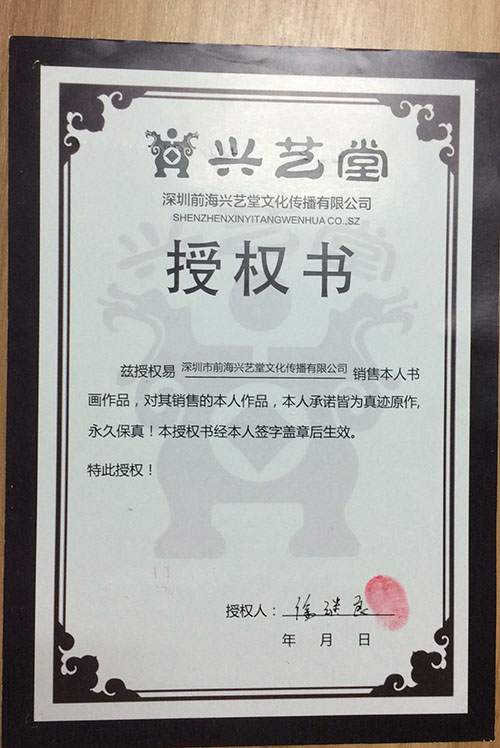 兴艺堂
深圳前海兴艺堂文化传播有限公司
SHENZHENXINYITANGWENHUA CO.,SZ
授权书
兹授权易 深圳市前海兴艺堂文化传播有限公司 销售本人书
画作品，对其销售的本人作品，本人承诺皆为真迹原作,
永久保真！本授权书经本人签字盖章后生效。
特此授权！
授权人： 徐继良
年 月 日